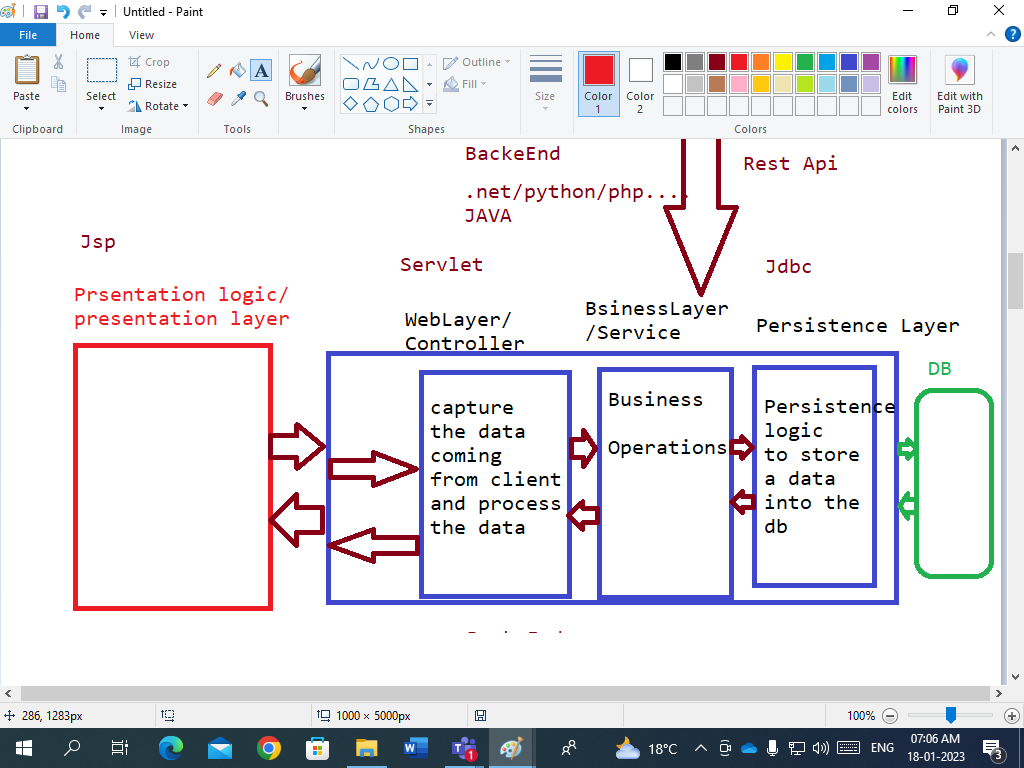 Untitled - Paint
File
Home
View
Paste
Clipboard
Select
Crop
Resize
Rotate
Image
Tools
Brushes
Shapes
Outline
Fill
Size
Color
1
Color
2
Colors
Edit
colors
Edit with
Paint 3D
BackeEnd
Rest Api
.net/python/php....
JAVA
Jsp
Servlet
Jdbc
Prsentation logic/
presentation layer
WebLayer/
Controller
BsinessLayer
/Service
Persistence Layer
DB
capture
the data
coming
from client
and process
the data
Business
Operations
Persistence
logic
to store
a data
into the
db
286, 1283px
1000 × 5000px
100%
18°C
ENG
07:06 AM
18-01-2023
1
3